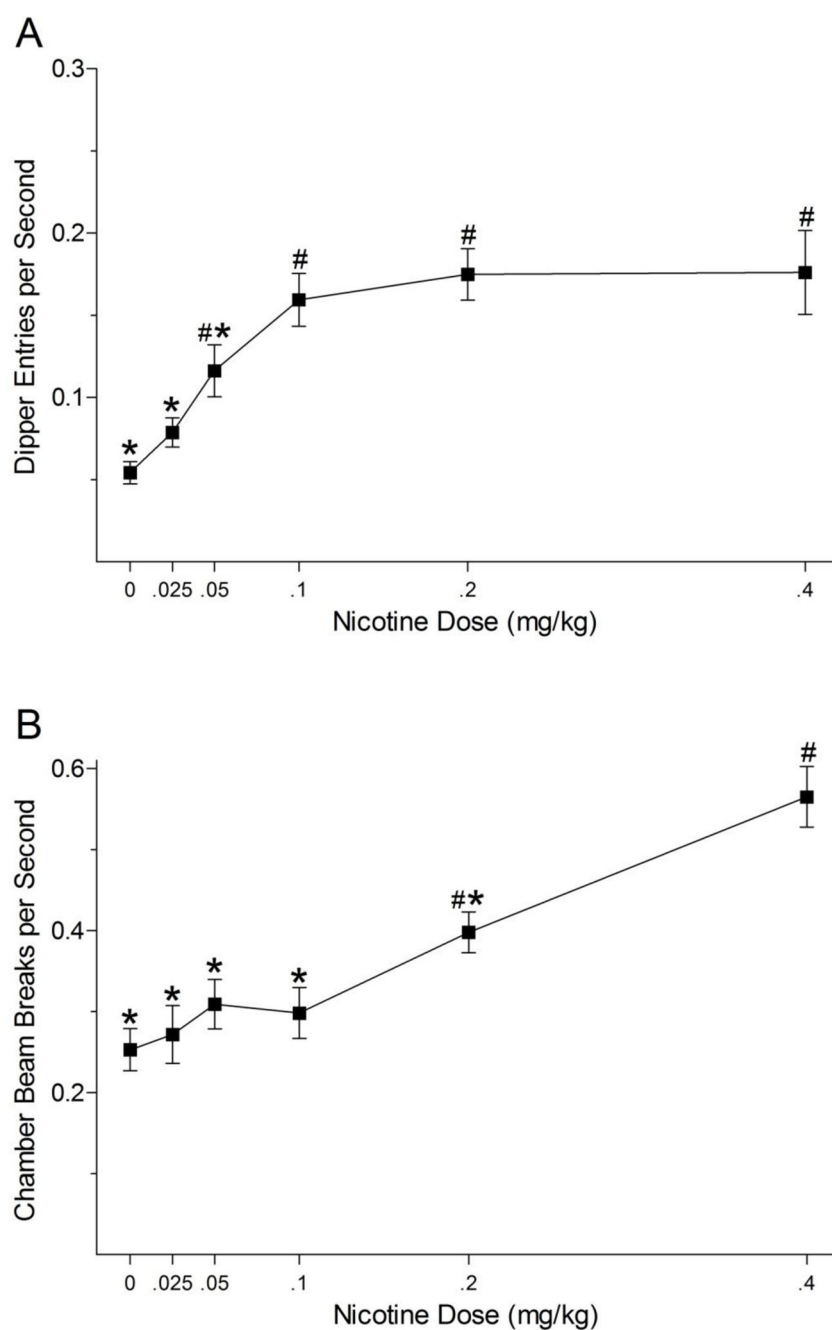 A
Dipper Entries per Second
0.3
0.2
0.1
* * #* # # #
0 .025 .05 .1 .2 .4
Nicotine Dose (mg/kg)
B
Chamber Beam Breaks per Second
0.6
0.4
0.2
* * * * #* #
0 .025 .05 .1 .2 .4
Nicotine Dose (mg/kg)